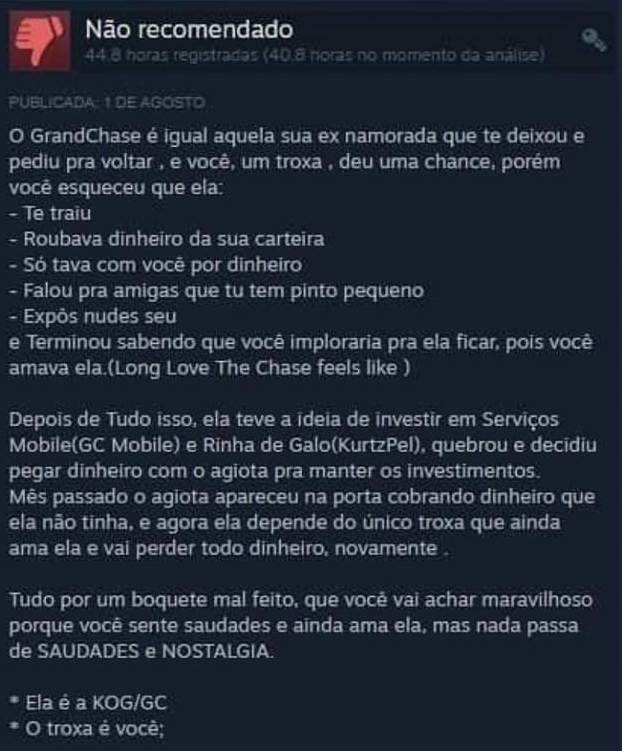 Não recomendado
44.8 horas registradas (40.8 horas no momento da análise)
PUBLICADA: 1 DE AGOSTO
O GrandChase é igual aquela sua ex namorada que te deixou e
pediu pra voltar , e você, um troxa , deu uma chance, porém
você esqueceu que ela:
- Te traiu
- Roubava dinheiro da sua carteira
- Só tava com você por dinheiro
- Falou pra amigas que tu tem pinto pequeno
- Expôs nudes seu
e Terminou sabendo que você imploraria pra ela ficar, pois você
amava ela.(Long Love The Chase feels like )
Depois de Tudo isso, ela teve a ideia de investir em Serviços
Mobile(GC Mobile) e Rinha de Galo(KurtzPel), quebrou e decidiu
pegar dinheiro com o agiota pra manter os investimentos.
Mês passado o agiota apareceu na porta cobrando dinheiro que
ela não tinha, e agora ela depende do único troxa que ainda
ama ela e vai perder todo dinheiro, novamente .
Tudo por um boquete mal feito, que você vai achar maravilhoso
porque você sente saudades e ainda ama ela, mas nada passa
de SAUDADES e NOSTALGIA.
* Ela é a KOG/GC
* O troxa é você;